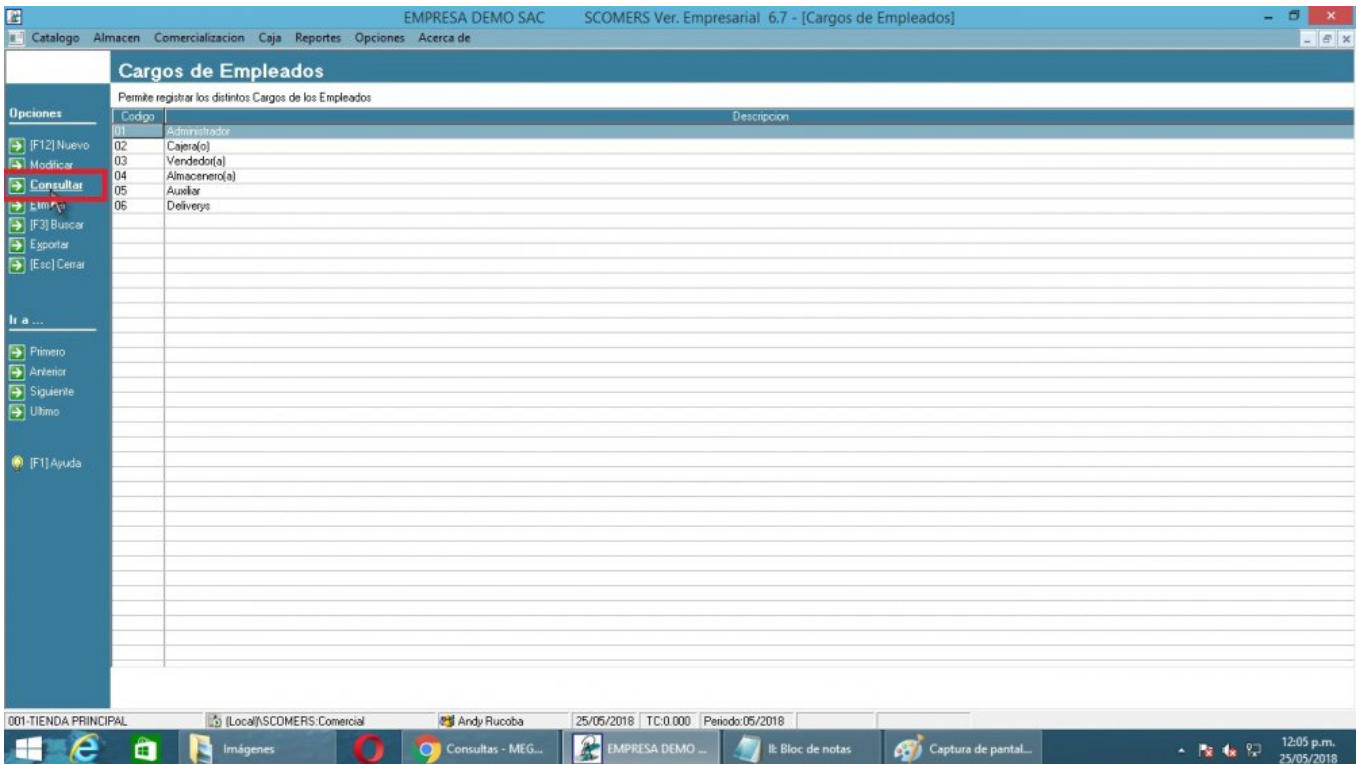 EMPRESA DEMO SAC SCOMERS Ver. Empresarial 6.7 - [Cargos de Empleados]
Catalogo Almacen Comercializacion Caja Reportes Opciones Acerca de
Cargos de Empleados
Permite registrar los distintos Cargos de los Empleados
Opciones
[F12] Nuevo
Modificar
Consultar
[F3] Buscar
Exportar
[Esc] Cerrar
Ir a ...
Primero
Anterior
Siguiente
Ultimo
[F1] Ayuda
Codigo Descripcion
01 Administrador
02 Cajera(o)
03 Vendedor(a)
04 Almacenero(a)
05 Auxiliar
06 Deliverys
001-TIENDA PRINCIPAL (Local)\SCOMERS:Comercial Andy Rucoba 25/05/2018 TC:0.000 Periodo:05/2018
Imágenes Consultas - MEG... EMPRESA DEMO ... II: Bloc de notas Captura de pantal... 12:05 p.m.
25/05/2018